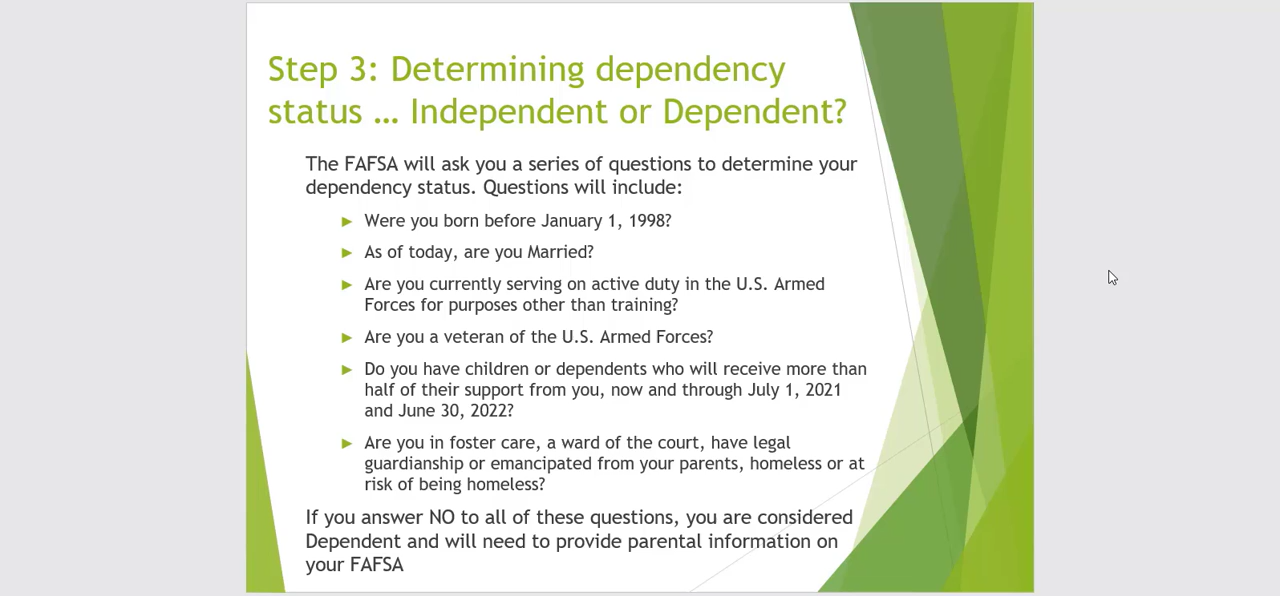 Step 3: Determining dependency
status … Independent or Dependent?
The FAFSA will ask you a series of questions to determine your
dependency status. Questions will include:
Were you born before January 1, 1998?
As of today, are you Married?
Are you currently serving on active duty in the U.S. Armed
Forces for purposes other than training?
Are you a veteran of the U.S. Armed Forces?
Do you have children or dependents who will receive more than
half of their support from you, now and through July 1, 2021
and June 30, 2022?
Are you in foster care, a ward of the court, have legal
guardianship or emancipated from your parents, homeless or at
risk of being homeless?
If you answer NO to all of these questions, you are considered
Dependent and will need to provide parental information on
your FAFSA